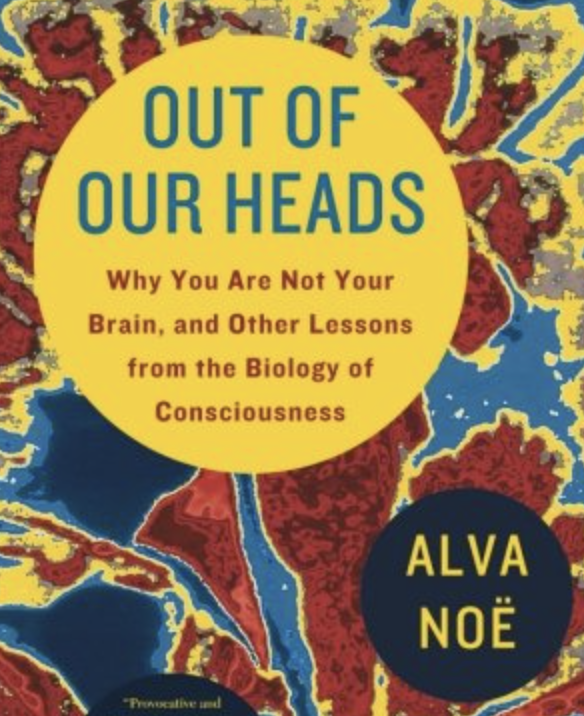 OUT OF
OUR HEADS
Why You Are Not Your
Brain, and Other Lessons
from the Biology of
Consciousness
ALVA
NOË
"Provocative and